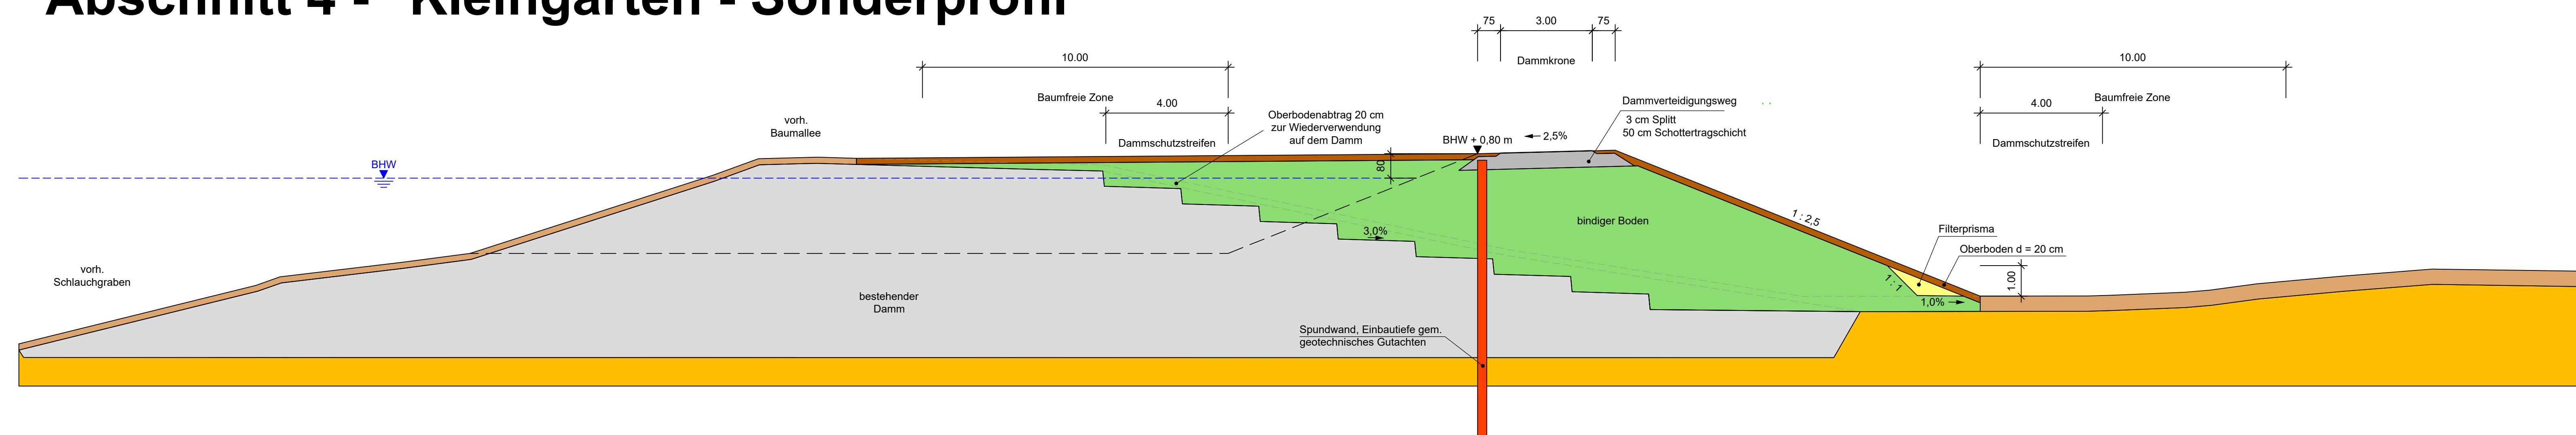 Abschnitt 4 - "Kleingärten - Sonderprofil
75
3.00
75
Dammkrone
10.00
Baumfreie Zone
4.00
Dammschutzstreifen
10.00
Baumfreie Zone
4.00
Dammschutzstreifen
vorh.
Baumallee
Oberbodenabtrag 20 cm
zur Wiederverwendung
auf dem Damm
BHW + 0,80 m
2,5%
Dammverteidigungsweg
3 cm Splitt
50 cm Schottertragschicht
BHW
80
bindiger Boden
1 : 2,5
3,0%
Filterprisma
Oberboden d = 20 cm
1 : 1
1,0%
1.00
vorh.
Schlauchgraben
bestehender
Damm
Spundwand, Einbautiefe gem.
geotechnisches Gutachten